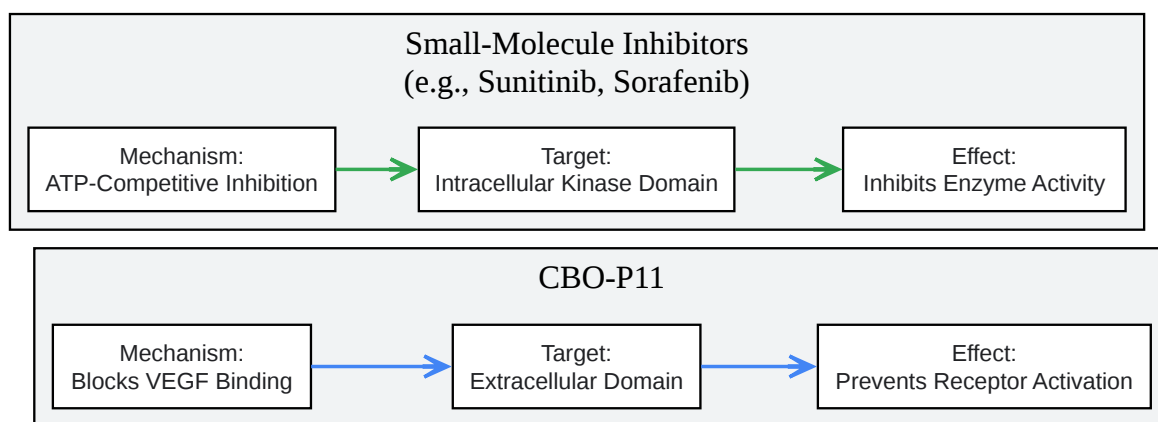 Small-Molecule Inhibitors
(e.g., Sunitinib, Sorafenib)
Mechanism:
ATP-Competitive Inhibition
Target:
Intracellular Kinase Domain
Effect:
Inhibits Enzyme Activity
CBO-P11
Mechanism:
Blocks VEGF Binding
Target:
Extracellular Domain
Effect:
Prevents Receptor Activation